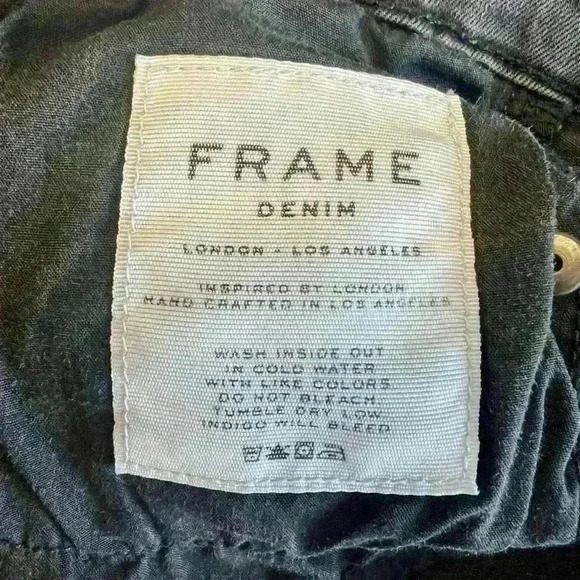 FRAME
DENIM
LONDON - LOS ANGELES
INSPIRED BY LONDON
HAND CRAFTED IN LOS ANGELES
WASH INSIDE OUT
IN COLD WATER
WITH LIKE COLORS
DO NOT BLEACH
TUMBLE DRY LOW
INDIGO WILL BLEED